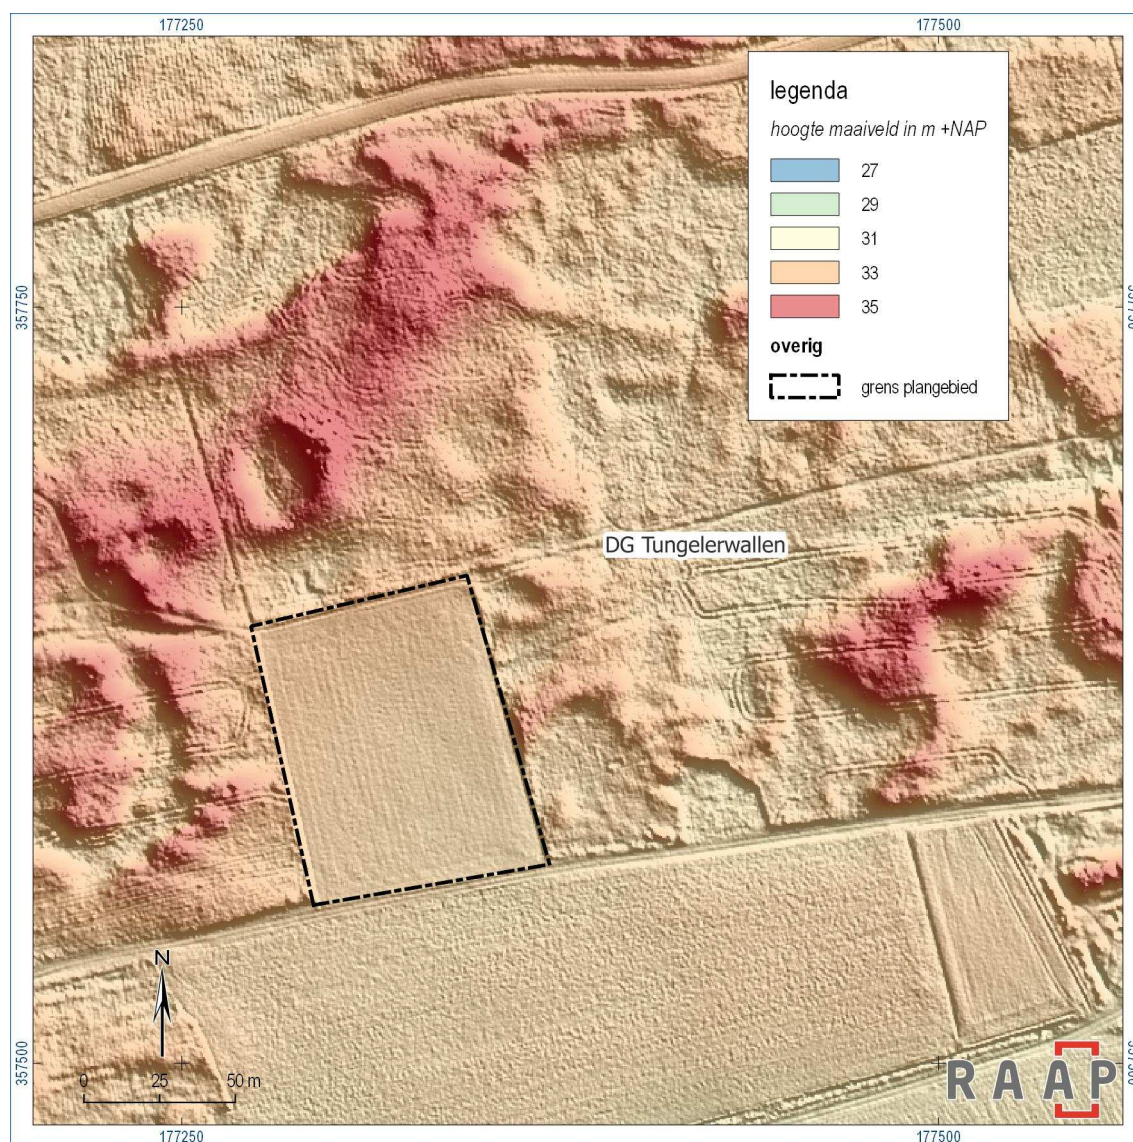 177250 177500
legenda
hoogte maaiveld in m +NAP
27
29
31
33
35
overig
grens plangebied
357750
DG Tungelerwallen
N
0 25 50 m
357500
RAAP
177250 177500